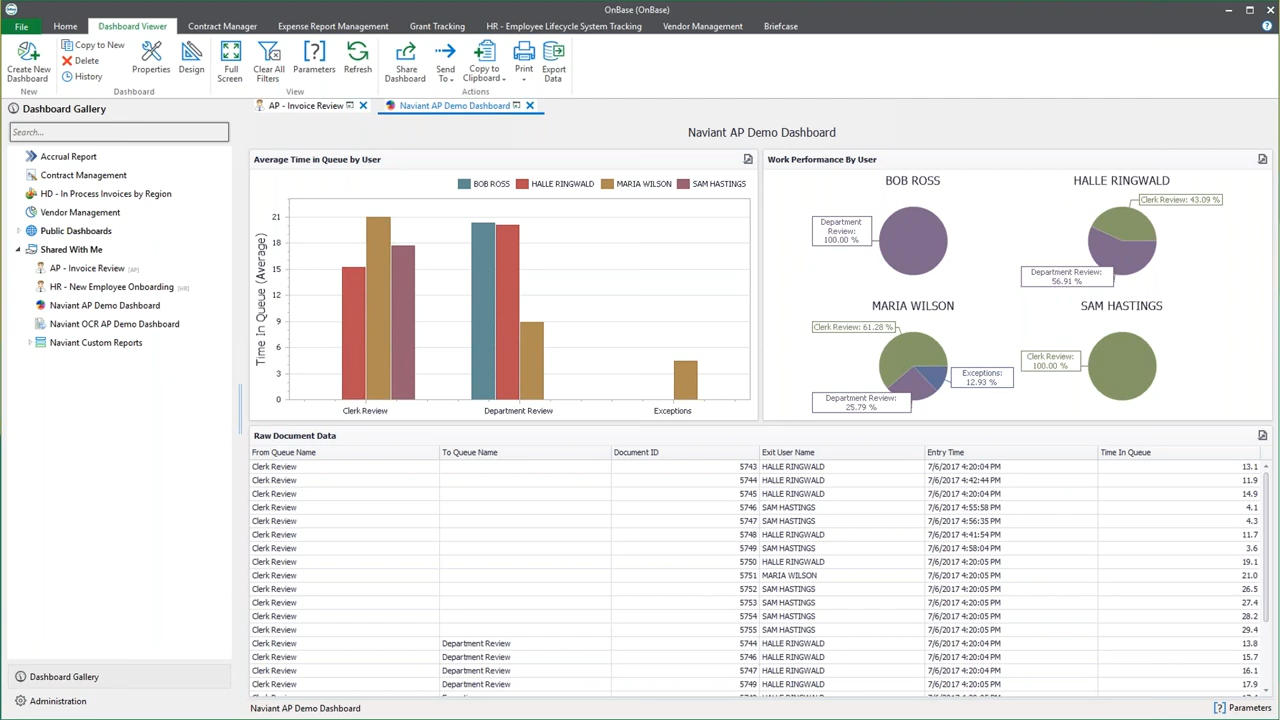 OnBase
OnBase (OnBase)
File
Home
Dashboard Viewer
Contract Manager
Expense Report Management
Grant Tracking
HR - Employee Lifecycle System Tracking
Vendor Management
Briefcase
Create New
Dashboard
Copy to New
Delete
History
Properties
Design
Full
Screen
Clear All
Filters
Parameters
Refresh
Share
Dashboard
Send
To
Copy to
Clipboard
Print
Export
Data
New
Dashboard
View
Actions
Dashboard Gallery
AP - Invoice Review
Naviant AP Demo Dashboard
Search...
Accrual Report
Contract Management
HD - In Process Invoices by Region
Vendor Management
Public Dashboards
Shared With Me
AP - Invoice Review [AP]
HR - New Employee Onboarding [HR]
Naviant AP Demo Dashboard
Naviant OCR AP Demo Dashboard
Naviant Custom Reports
Dashboard Gallery
Administration
Naviant AP Demo Dashboard
Average Time in Queue by User
BOB ROSS HALLE RINGWALD MARIA WILSON SAM HASTINGS
Time In Queue (Average)
21
18
15
12
9
6
3
0
Clerk Review Department Review Exceptions
Work Performance By User
BOB ROSS
Department
Review:
100.00 %
HALLE RINGWALD
Clerk Review: 43.09 %
Department Review:
56.91 %
MARIA WILSON
Clerk Review: 61.28 %
Exceptions:
12.93 %
Department Review:
25.79 %
SAM HASTINGS
Clerk Review:
100.00 %
Raw Document Data
From Queue Name To Queue Name Document ID Exit User Name Entry Time Time In Queue
Clerk Review 5743 HALLE RINGWALD 7/6/2017 4:20:04 PM 13.1
Clerk Review 5744 HALLE RINGWALD 7/6/2017 4:42:44 PM 11.9
Clerk Review 5745 HALLE RINGWALD 7/6/2017 4:20:04 PM 14.9
Clerk Review 5746 SAM HASTINGS 7/6/2017 4:55:58 PM 4.1
Clerk Review 5747 SAM HASTINGS 7/6/2017 4:56:35 PM 4.3
Clerk Review 5748 HALLE RINGWALD 7/6/2017 4:41:54 PM 11.7
Clerk Review 5749 SAM HASTINGS 7/6/2017 4:58:04 PM 3.6
Clerk Review 5750 HALLE RINGWALD 7/6/2017 4:20:05 PM 19.1
Clerk Review 5751 MARIA WILSON 7/6/2017 4:20:05 PM 21.0
Clerk Review 5752 SAM HASTINGS 7/6/2017 4:20:05 PM 26.5
Clerk Review 5753 SAM HASTINGS 7/6/2017 4:20:05 PM 27.4
Clerk Review 5754 SAM HASTINGS 7/6/2017 4:20:05 PM 28.2
Clerk Review 5755 SAM HASTINGS 7/6/2017 4:20:05 PM 29.4
Clerk Review Department Review 5744 HALLE RINGWALD 7/6/2017 4:20:04 PM 13.8
Clerk Review Department Review 5746 HALLE RINGWALD 7/6/2017 4:20:04 PM 15.7
Clerk Review Department Review 5747 HALLE RINGWALD 7/6/2017 4:20:04 PM 16.1
Clerk Review Department Review 5749 HALLE RINGWALD 7/6/2017 4:20:05 PM 17.9
Naviant AP Demo Dashboard
[?] Parameters